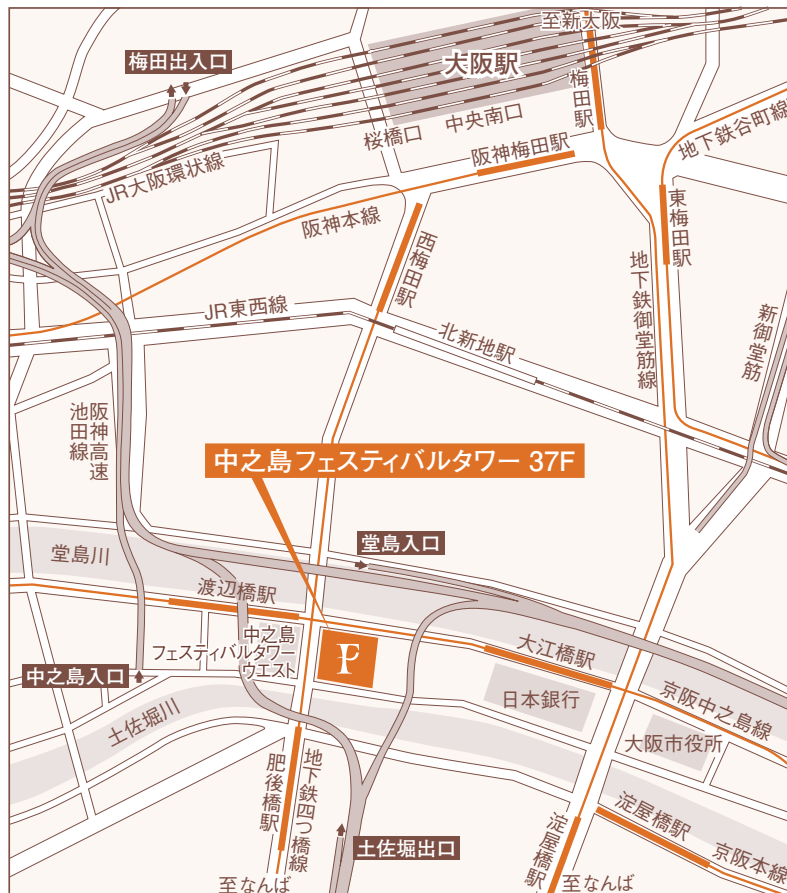 至新大阪
梅田出入口
大阪駅
梅田駅
中央南口
桜橋口
阪神梅田駅
地下鉄谷町線
JR大阪環状線
阪神本線
東梅田駅
西梅田駅
地下鉄御堂筋線
JR東西線
北新地駅
新御堂筋
阪神高速
池田線
中之島フェスティバルタワー 37F
堂島入口
堂島川
渡辺橋駅
中之島
フェスティバルタワー
ウエスト
F
大江橋駅
中之島入口
日本銀行
京阪中之島線
土佐堀川
大阪市役所
肥後橋駅
地下鉄四つ橋線
淀屋橋駅
土佐堀出口
淀屋橋駅
京阪本線
至なんば
至なんば